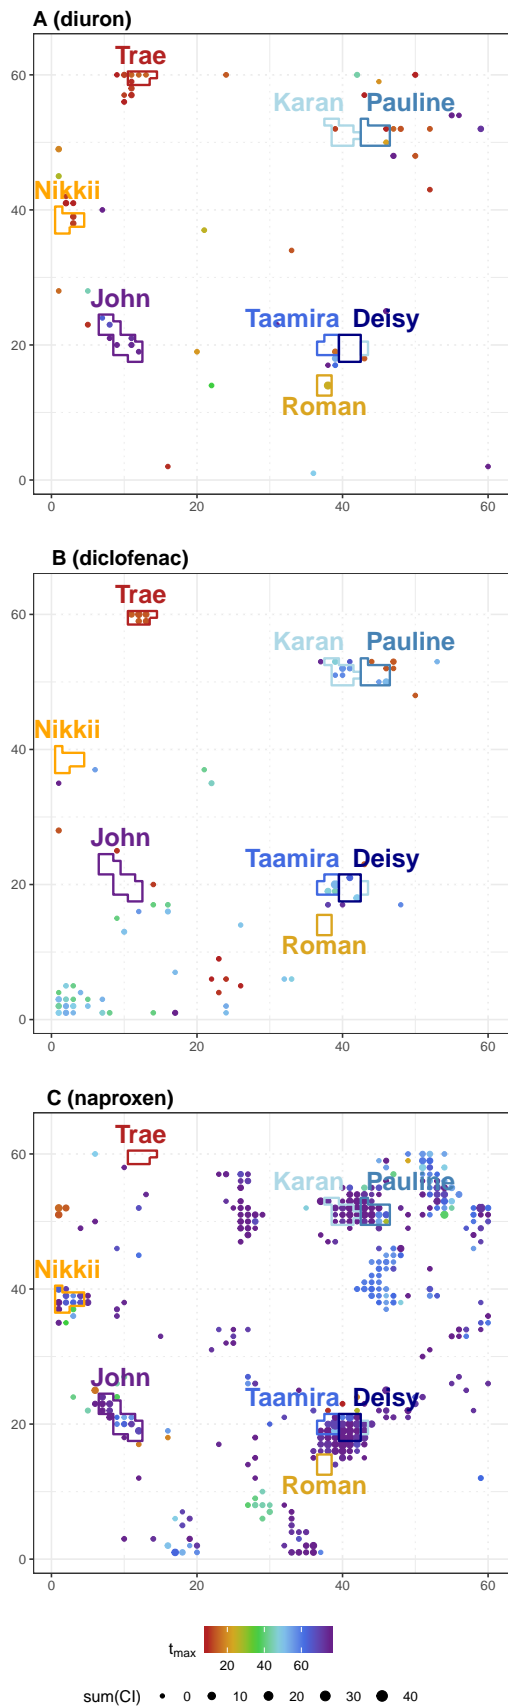 A (diuron)
Trae
Karan Pauline
Nikkii
John
Taamira Deisy
Roman
60
40
20
0
0 20 40 60
B (diclofenac)
Trae
Karan Pauline
Nikkii
John
Taamira Deisy
Roman
60
40
20
0
0 20 40 60
C (naproxen)
Trae
Karan Pauline
Nikkii
John
Taamira Deisy
Roman
60
40
20
0
0 20 40 60
tmax
20 40 60
sum(CI) 0 10 20 30 40